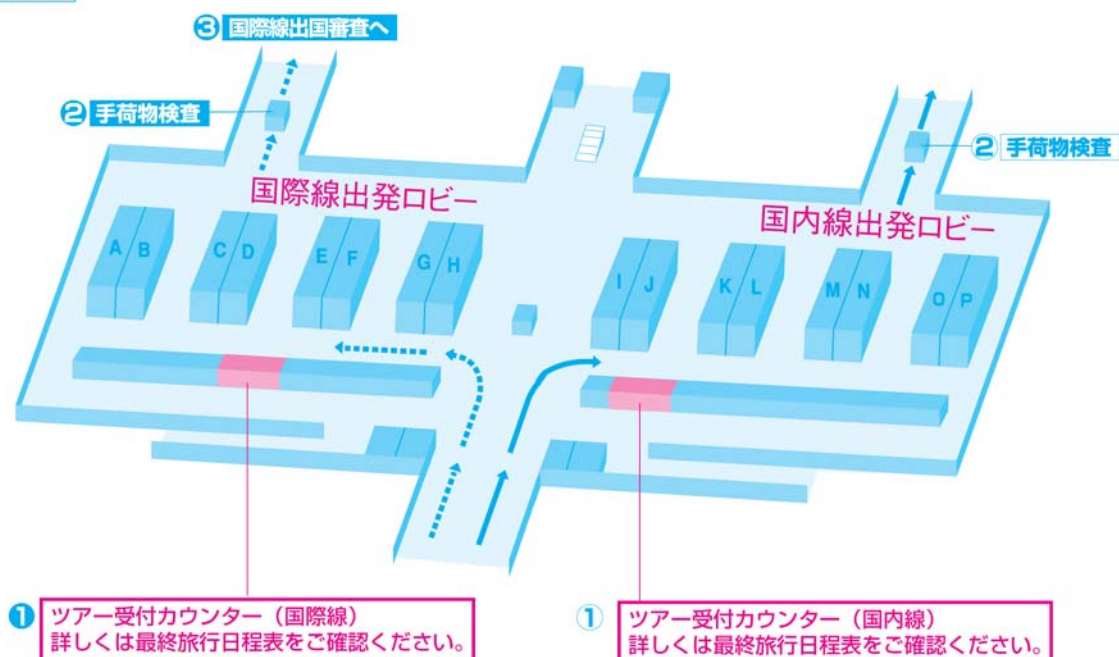 ③ 国際線出国審査へ
② 手荷物検査
② 手荷物検査
国際線出発ロビー
国内線出発ロビー
A B C D E F G H I J K L M N O P
① ツアー受付カウンター（国際線）
詳しくは最終旅行日程表をご確認ください。
① ツアー受付カウンター（国内線）
詳しくは最終旅行日程表をご確認ください。